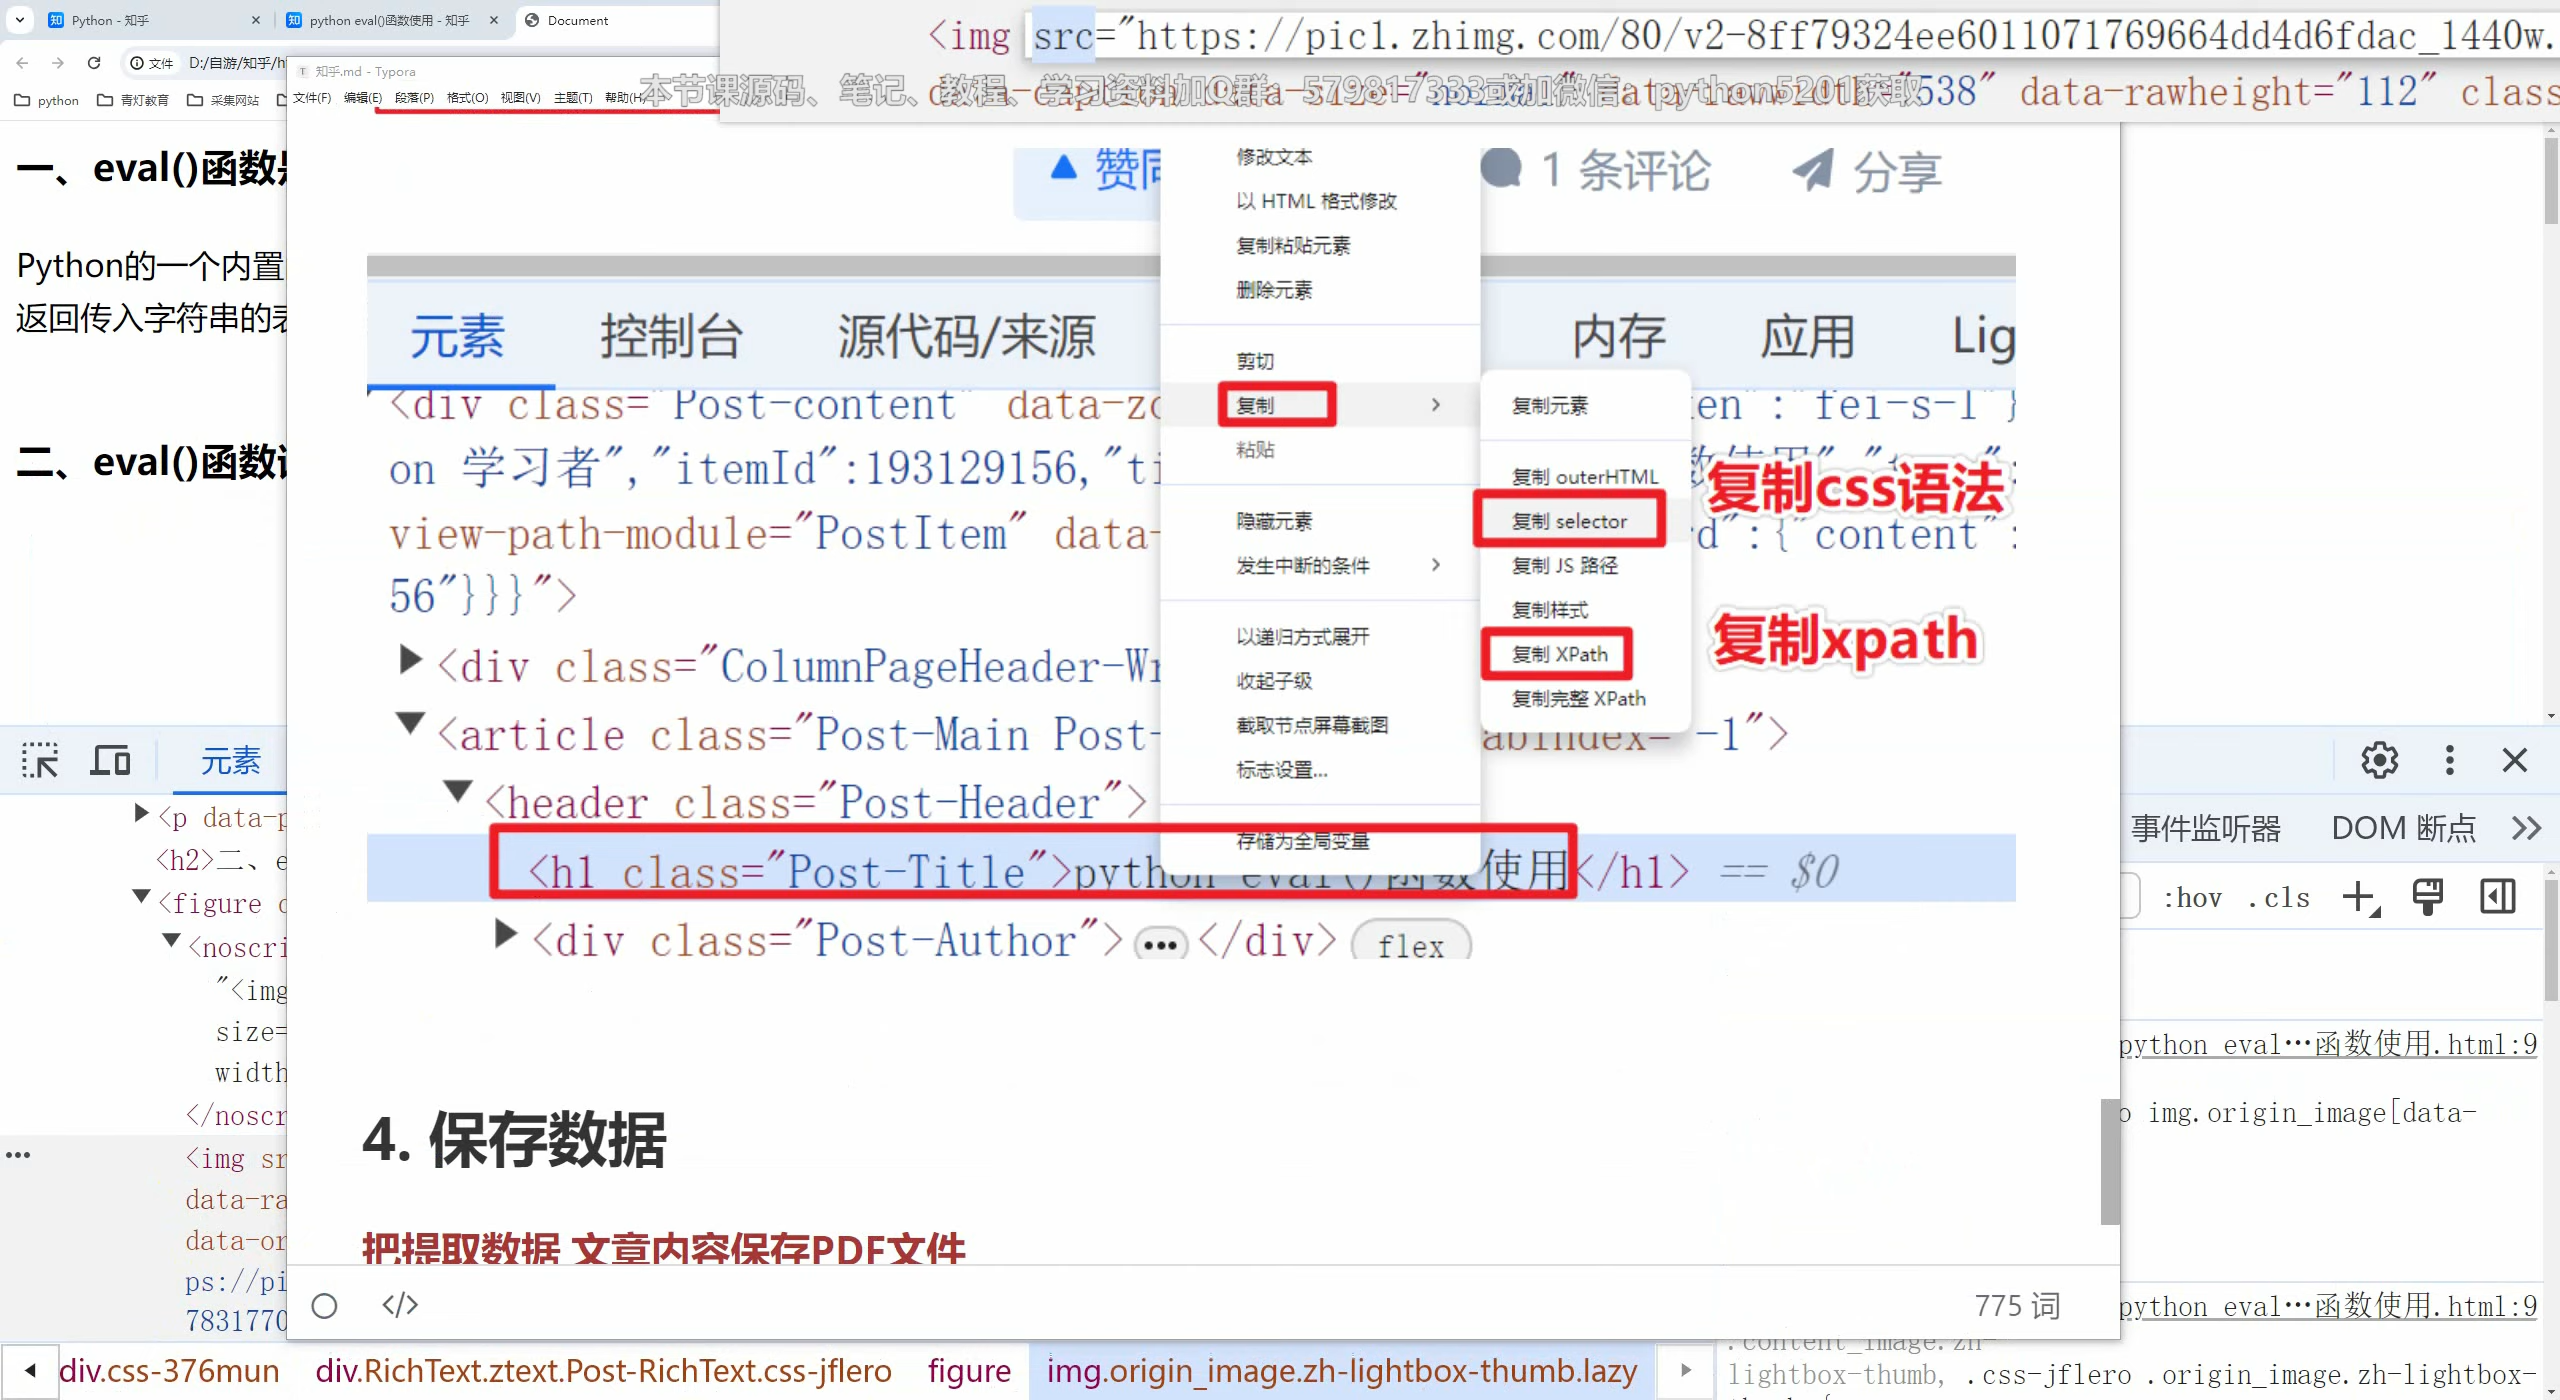 Python - 知乎
python eval()函数使用 - 知乎
Document
<img src="https://pic1.zhimg.com/80/v2-8ff79324ee6011071769664dd4d6fdac_1440w.
文件
D:/自游/知乎/h
知乎.md - Typora
python
青灯教育
采集网站
文件(F) 编辑(E) 段落(P) 格式(O) 视图(V) 主题(T) 帮助(H)
本节课源码、笔记、教程、学习资料加Q群：579817333或加微信：python5201获取
538" data-rawheight="112" class
一、eval()函数是
赞同
修改文本
1 条评论
分享
以 HTML 格式修改
复制粘贴元素
删除元素
Python的一个内置
返回传入字符串的表
元素
控制台
源代码/来源
内存
应用
Lig
剪切
复制
粘贴
隐藏元素
发生中断的条件
以递归方式展开
收起子级
截取节点屏幕截图
标志设置...
存储为全局变量
复制元素
复制 outerHTML
复制 selector
复制 JS 路径
复制样式
复制 XPath
复制完整 XPath
复制css语法
复制xpath
<div class="Post-content" data-zo
en":"fei-s-1"}
on 学习者","itemId":193129156,"ti
view-path-module="PostItem" data-
d":{"content":
56"}}}">
<div class="ColumnPageHeader-Wr
<article class="Post-Main Post-
abindex="-1">
<header class="Post-Header">
<h1 class="Post-Title">python eval()函数使用</h1> == $0
<div class="Post-Author">
</div>
flex
二、eval()函数
4. 保存数据
把提取数据 文章内容保存PDF文件
775 词
元素
<p data-p
<h2>二、e
<figure c
<noscri
"<img
size=
width
</noscr
<img sr
data-ra
data-or
ps://pi
7831770
事件监听器
DOM 断点
:hov .cls
python eval…函数使用.html:9
img.origin_image[data-
python eval…函数使用.html:9
.content_image.zh-
lightbox-thumb, .css-jflero .origin_image.zh-lightbox-
div.css-376mun
div.RichText.ztext.Post-RichText.css-jflero
figure
img.origin_image.zh-lightbox-thumb.lazy